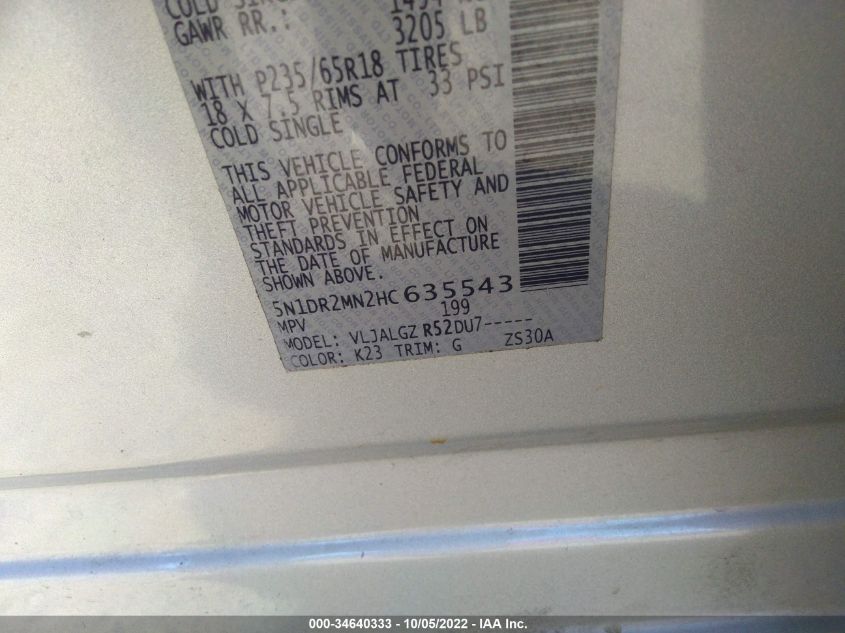 COLD SING
GAWR RR.: 3205 LB
WITH P235/65R18 TIRES
18 X 7.5 RIMS AT 33 PSI
COLD SINGLE
THIS VEHICLE CONFORMS TO
ALL APPLICABLE FEDERAL
MOTOR VEHICLE SAFETY AND
THEFT PREVENTION
STANDARDS IN EFFECT ON
THE DATE OF MANUFACTURE
SHOWN ABOVE.
5N1DR2MN2HC635543
MPV 199
MODEL: VLJALGZ R52DU7-----
COLOR: K23 TRIM: G ZS30A
000-34640333 - 10/05/2022 - IAA Inc.